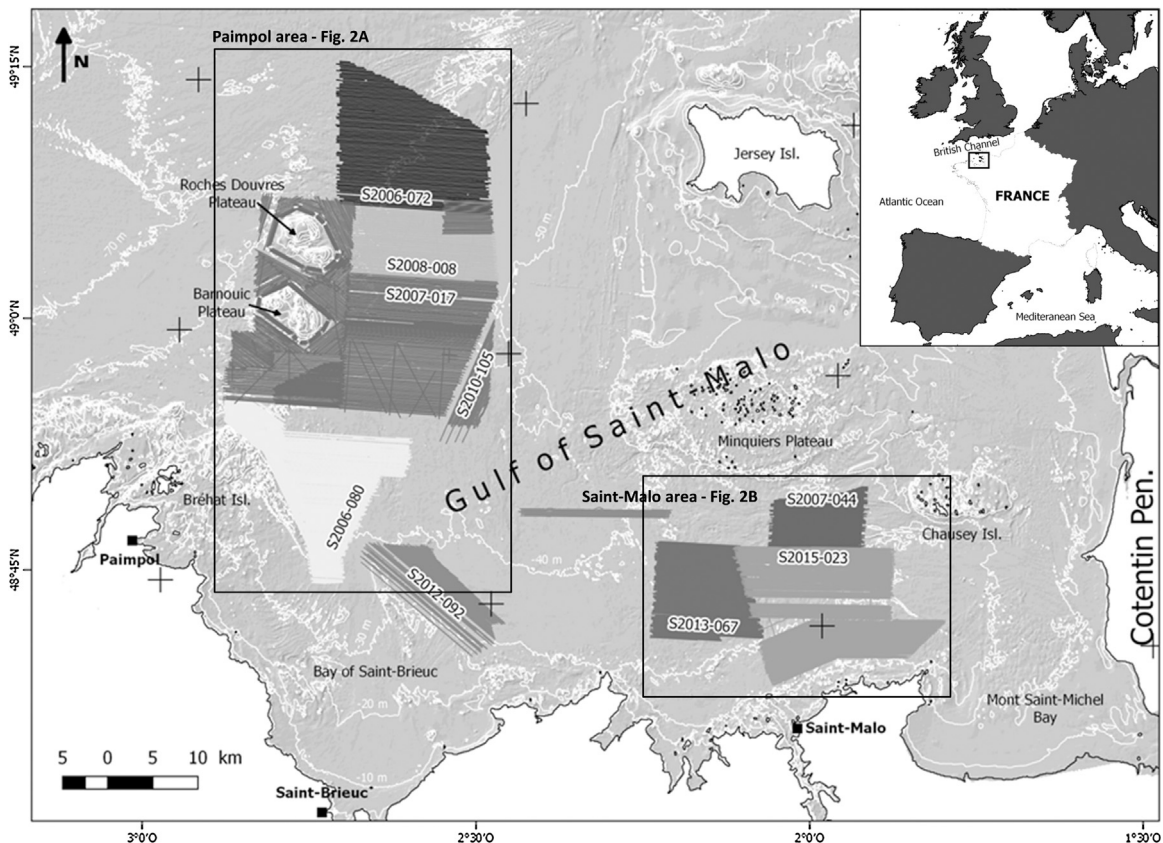 Paimpol area - Fig. 2A
N
49°15'N
49°0'N
48°45'N
Roches Douvres
Plateau
S2006-072
S2008-008
S2007-017
Barnouic
Plateau
S2010-105
S2006-080
S2012-092
-70 m
-50 m
Jersey Isl.
British Channel
FRANCE
Atlantic Ocean
Mediteranean Sea
Gulf of Saint-Malo
Minquiers Plateau
Saint-Malo area - Fig. 2B
S2007-044
S2015-023
S2013-067
Chausey Isl.
Cotentin Pen.
Bréhat Isl.
Paimpol
-40 m
-30 m
-20 m
-10 m
Bay of Saint-Brieuc
Mont Saint-Michel
Bay
Saint-Malo
Saint-Brieuc
5 0 5 10 km
3°0'O
2°30'O
2°0'O
1°30'O